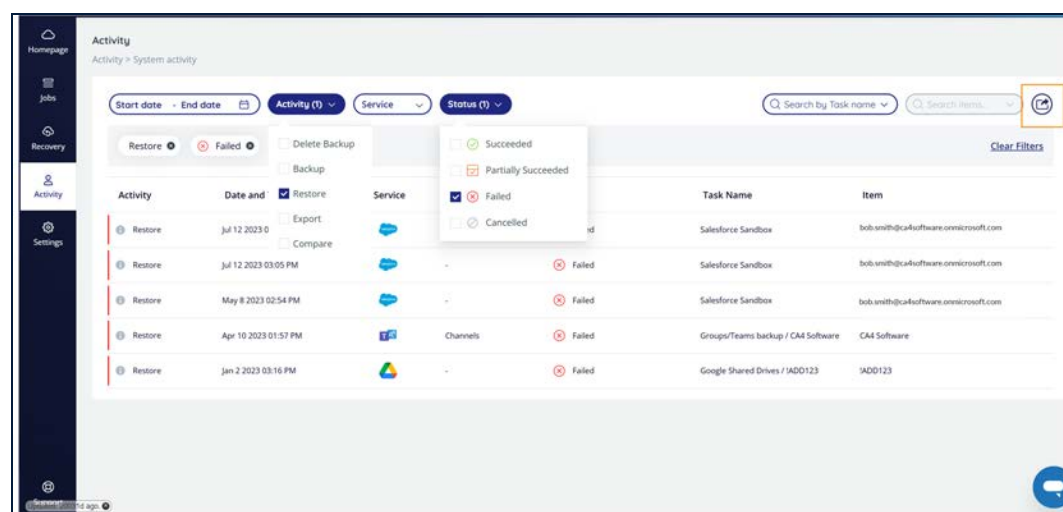 Homepage
Jobs
Recovery
Activity
Settings
Activity
Activity > System activity
Start date - End date
Activity (1)
Service
Status (1)
Search by Task name
Search items...
Restore
Failed
Clear Filters
Delete Backup
Backup
Restore
Export
Compare
Succeeded
Partially Succeeded
Failed
Cancelled
Activity Date and Service Task Name Item
Restore Jul 12 2023 0 Salesforce Sandbox bob.smith@ca4software.onmicrosoft.com
Restore Jul 12 2023 03:05 PM - Failed Salesforce Sandbox bob.smith@ca4software.onmicrosoft.com
Restore May 8 2023 02:54 PM - Failed Salesforce Sandbox bob.smith@ca4software.onmicrosoft.com
Restore Apr 10 2023 01:57 PM Channels Failed Groups/Teams backup / CA4 Software CA4 Software
Restore Jan 2 2023 03:16 PM - Failed Google Shared Drives / !ADD123 !ADD123
ago.